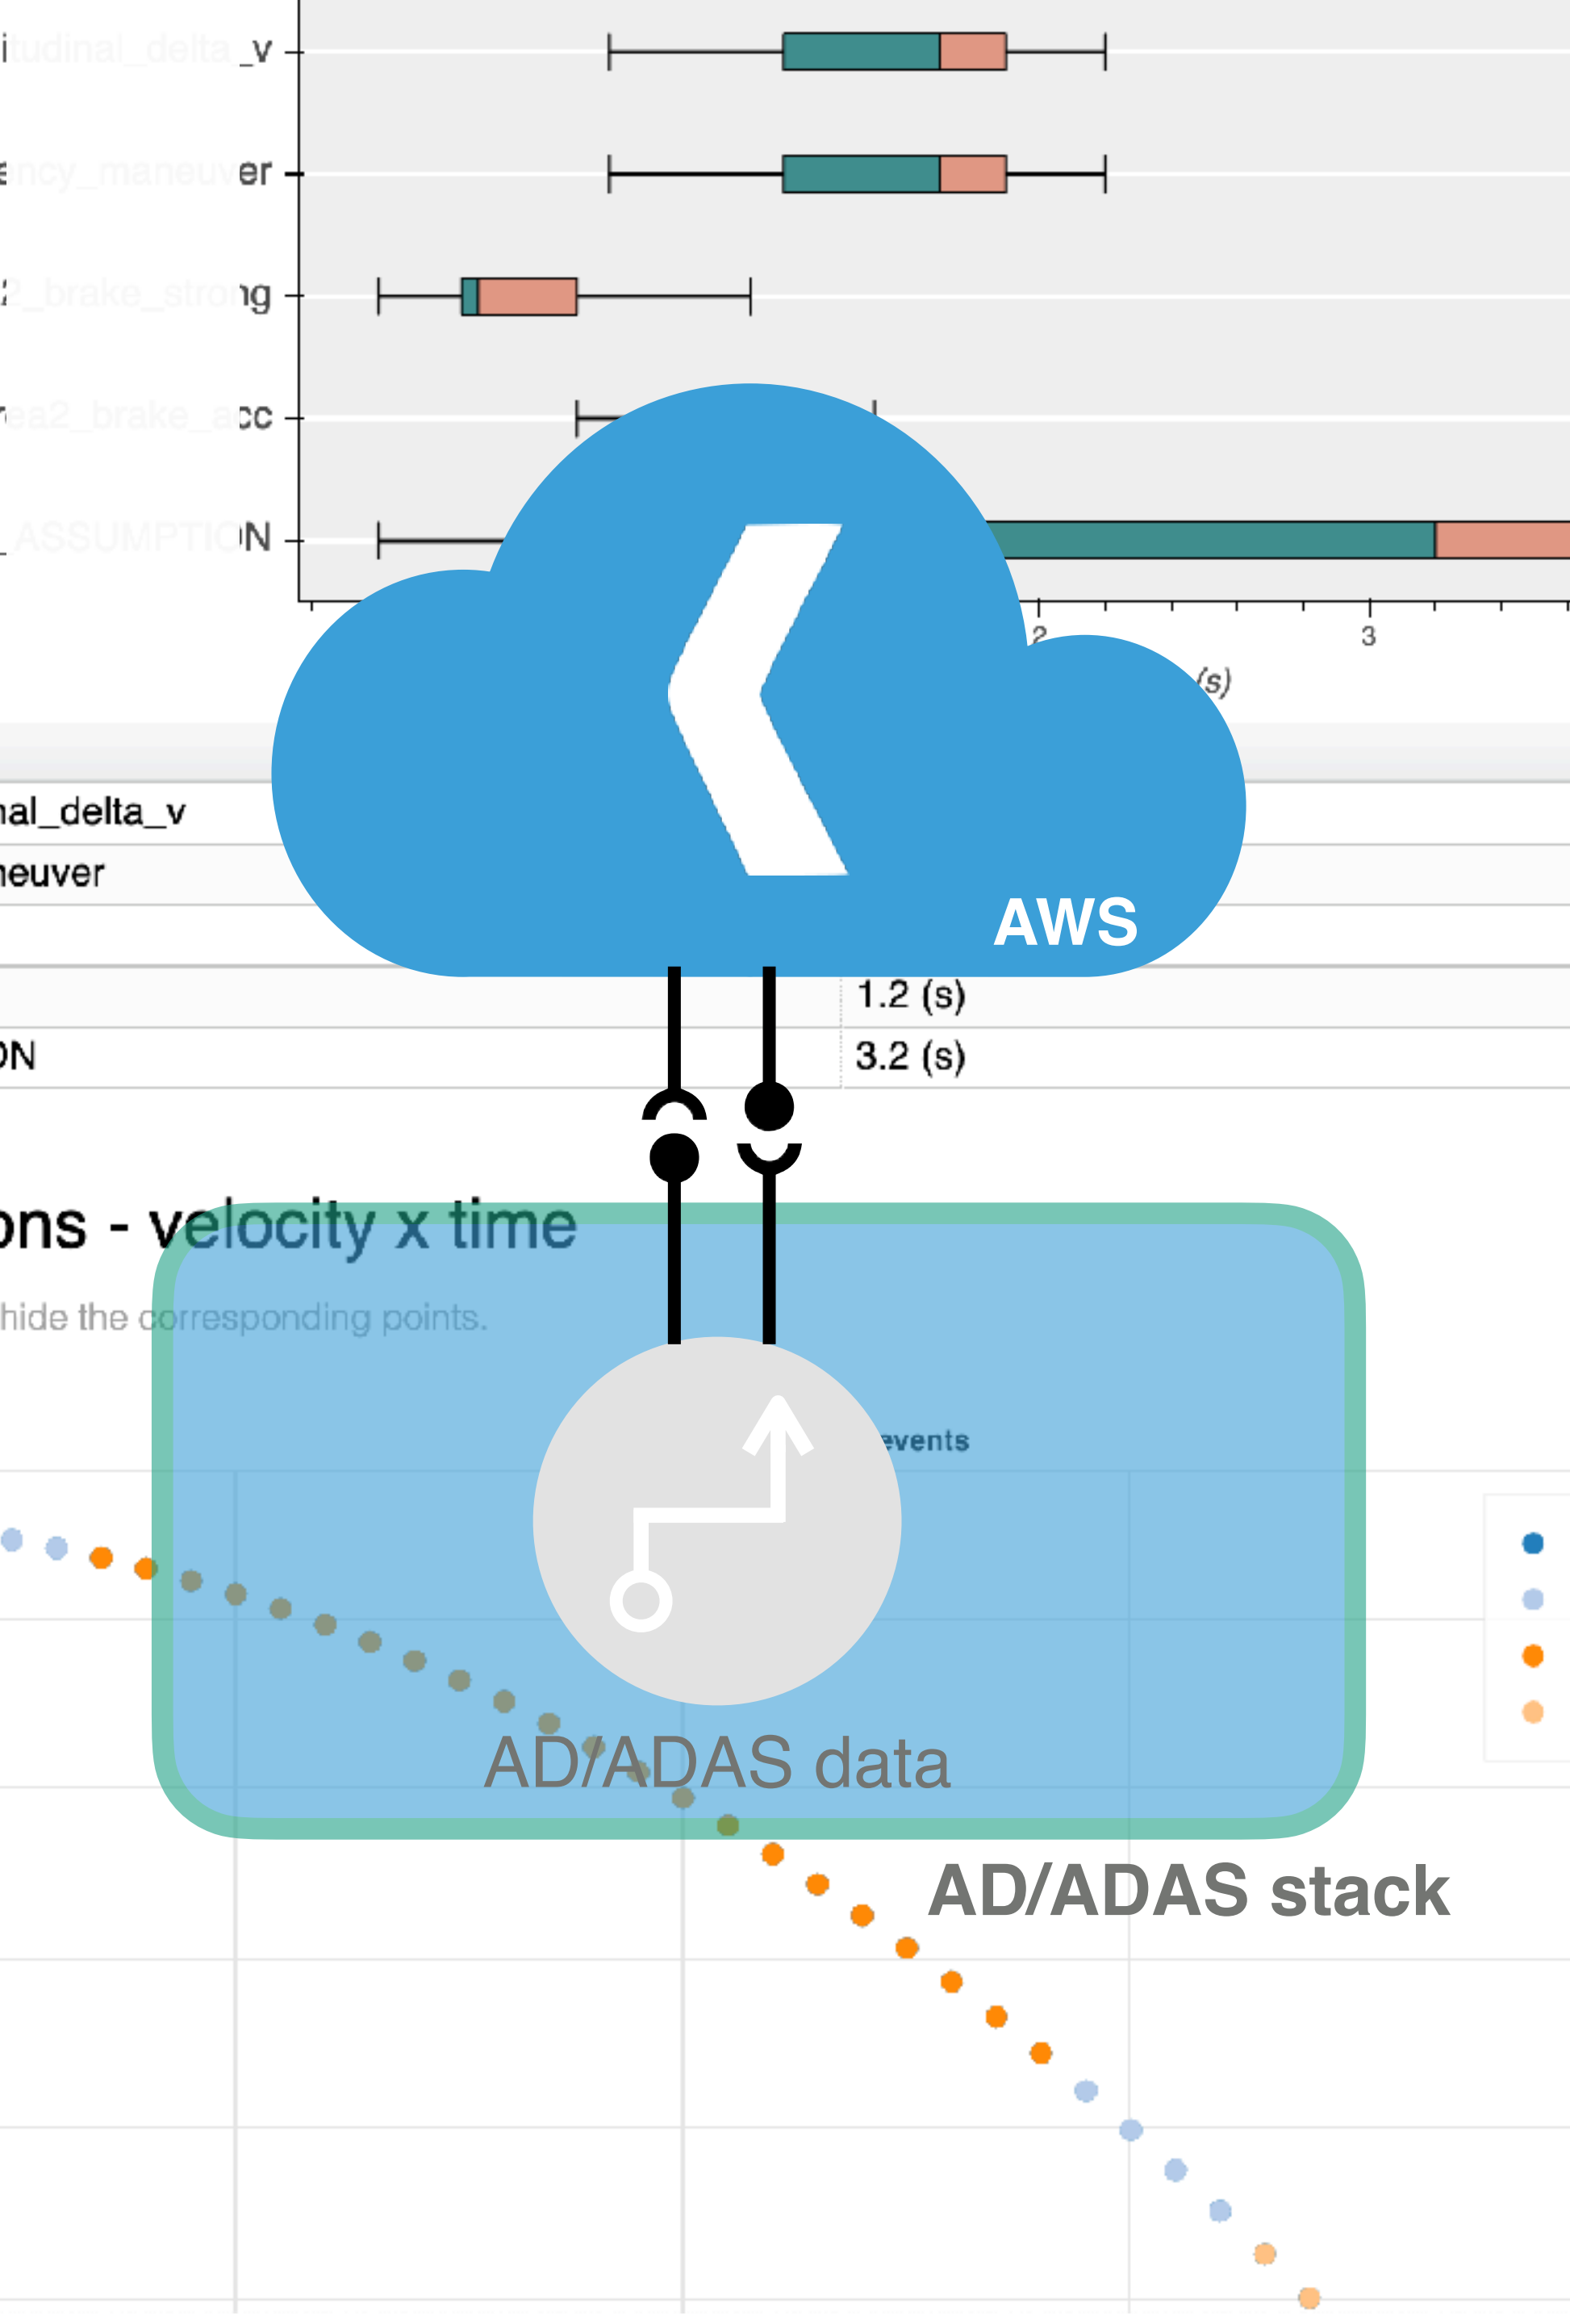 itudinal_delta_v
ency_maneuver
2_brake_strong
ea2_brake_acc
_ASSUMPTION
2
3
(s)
AWS
nal_delta_v
neuver
1.2 (s)
ON
3.2 (s)
ons - velocity x time
hide the corresponding points.
events
AD/ADAS data
AD/ADAS stack